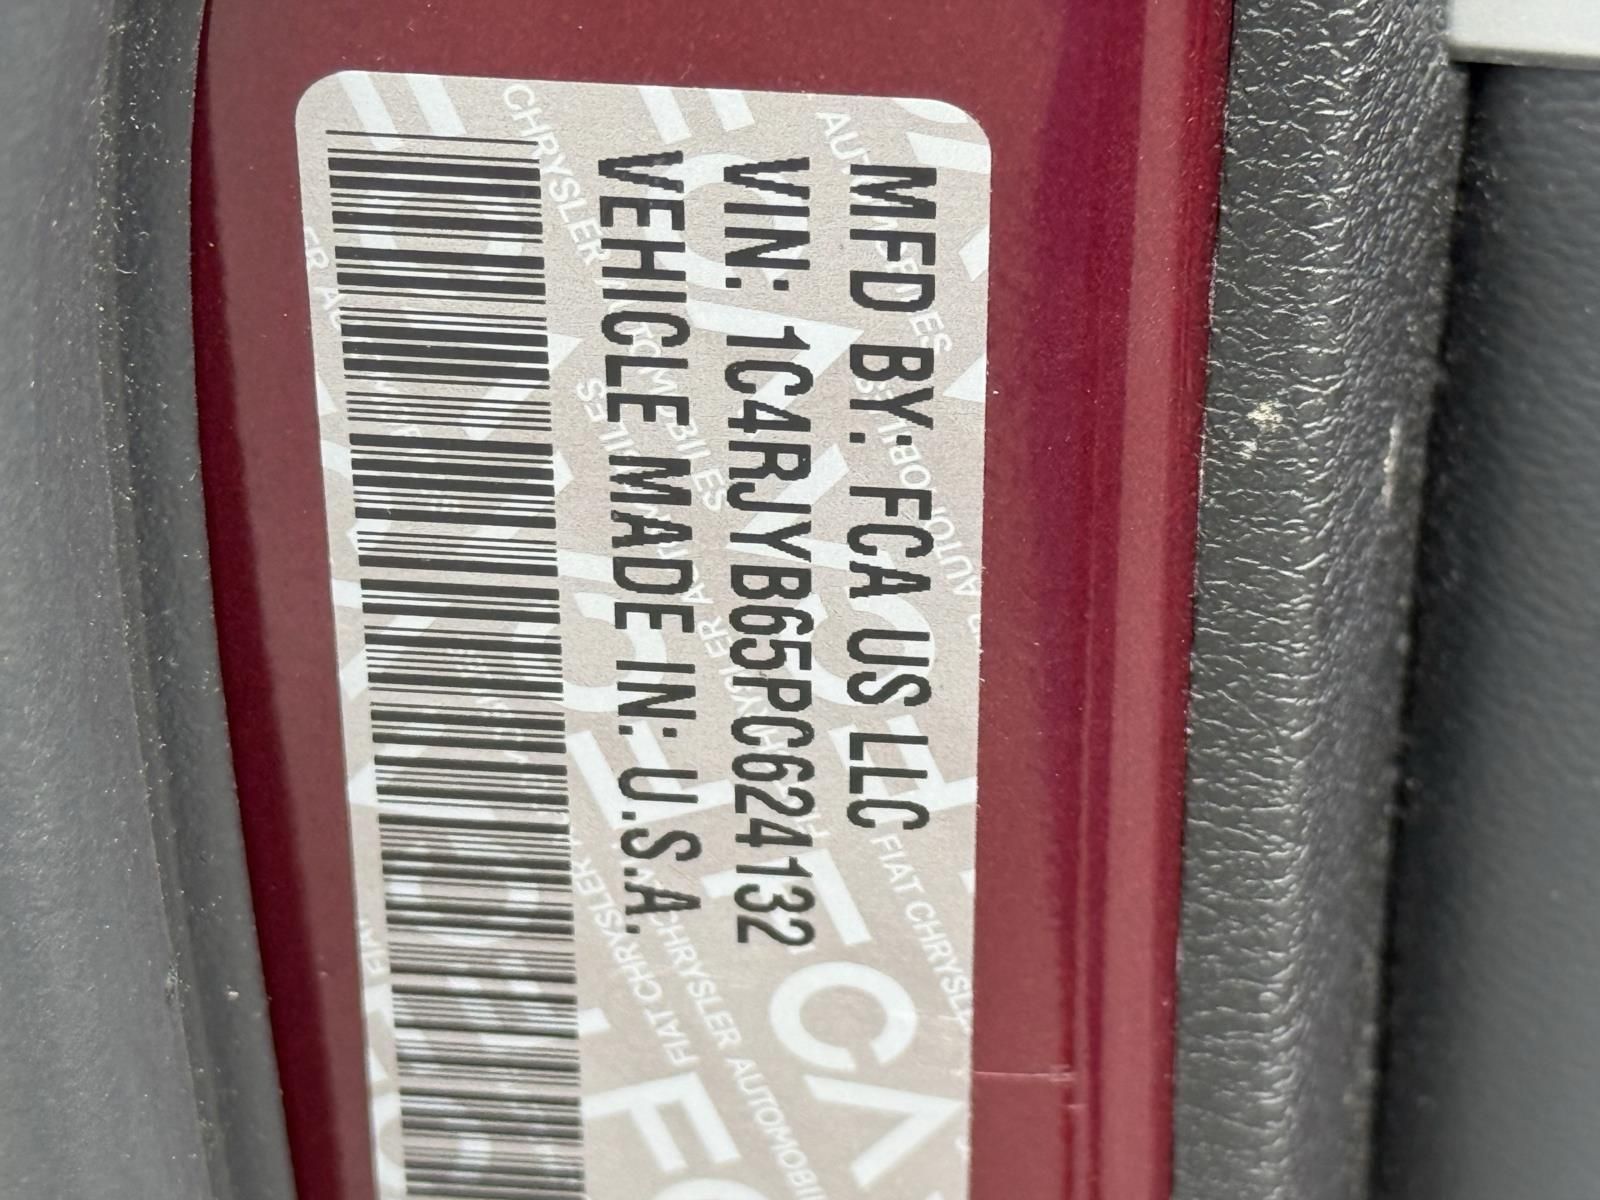 MFD BY: FCA US LLC
VIN: 1C4RJYB65PC624132
VEHICLE MADE IN: U.S.A.